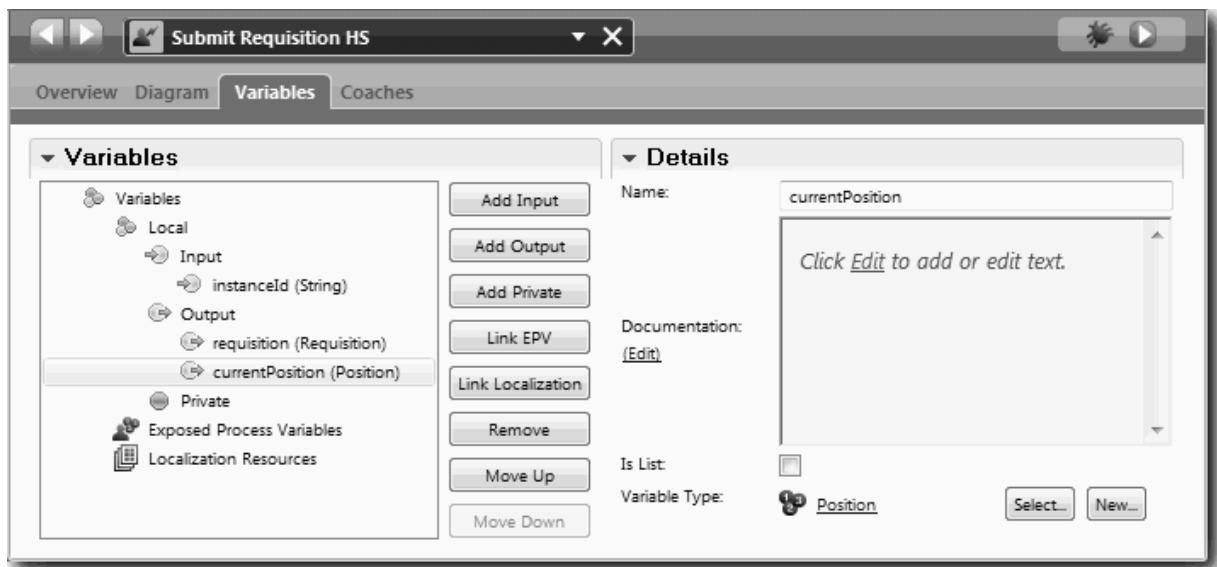 Submit Requisition HS
Overview Diagram Variables Coaches
Variables
Variables
Local
Input
instanceId (String)
Output
requisition (Requisition)
currentPosition (Position)
Private
Exposed Process Variables
Localization Resources
Add Input
Add Output
Add Private
Link EPV
Link Localization
Remove
Move Up
Move Down
Details
Name: currentPosition
Documentation:
(Edit)
Click Edit to add or edit text.
Is List:
Variable Type: Position Select... New...